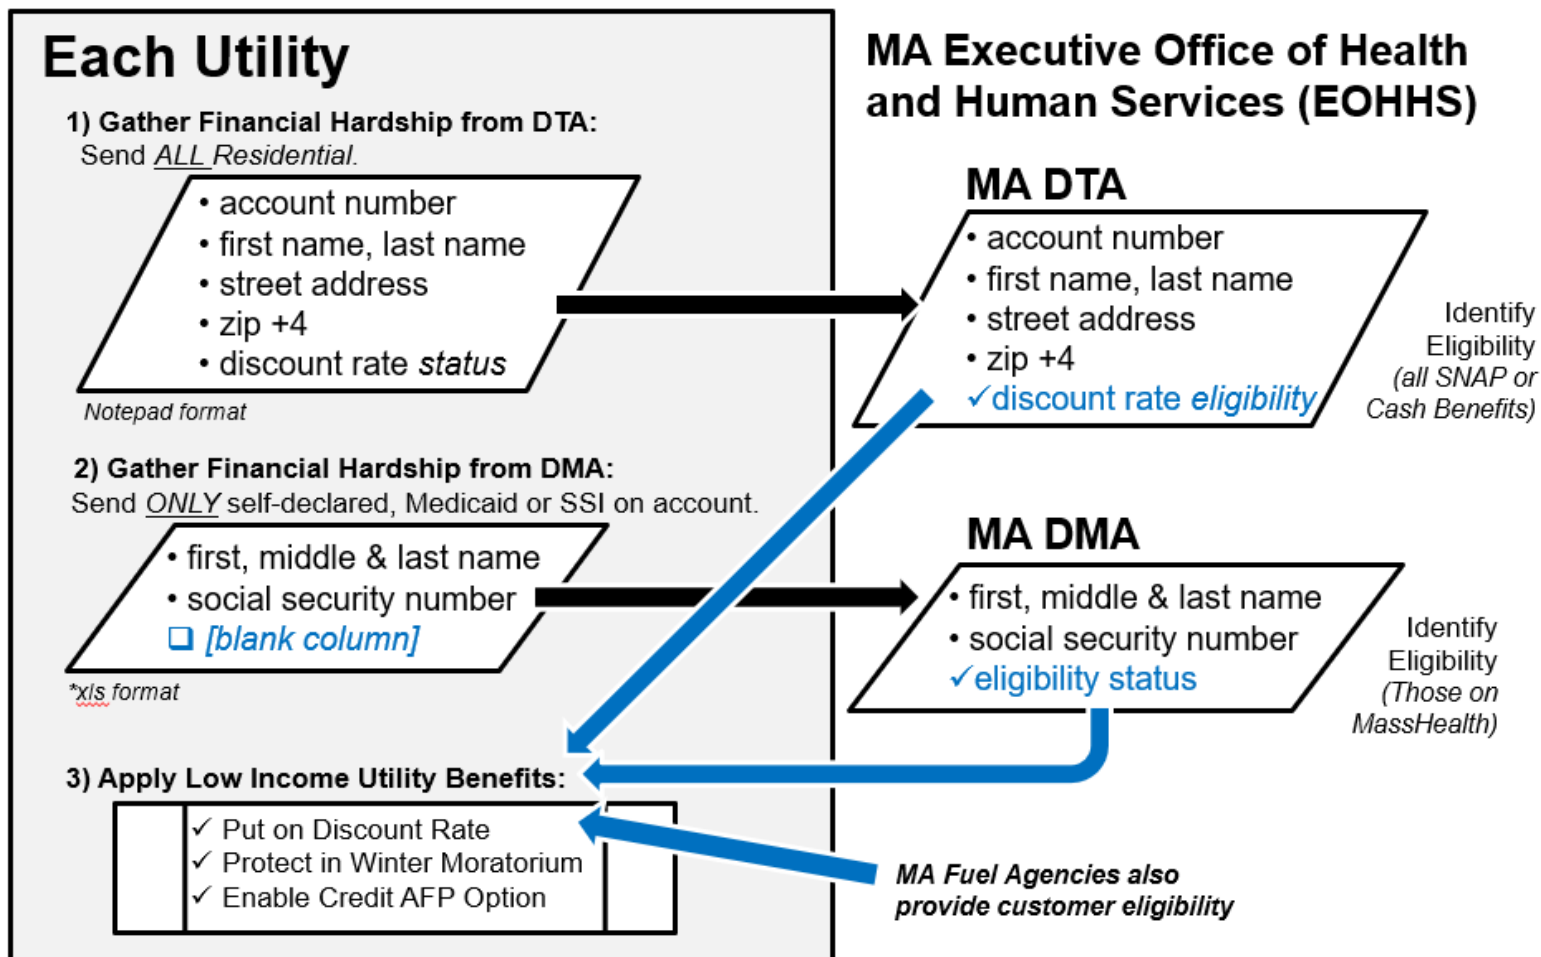 Each Utility
1) Gather Financial Hardship from DTA:
Send ALL Residential.
• account number
• first name, last name
• street address
• zip +4
• discount rate status
Notepad format
2) Gather Financial Hardship from DMA:
Send ONLY self-declared, Medicaid or SSI on account.
• first, middle & last name
• social security number
❑ [blank column]
*xls format
3) Apply Low Income Utility Benefits:
✓ Put on Discount Rate
✓ Protect in Winter Moratorium
✓ Enable Credit AFP Option
MA Executive Office of Health
and Human Services (EOHHS)
MA DTA
• account number
• first name, last name
• street address
• zip +4
✓discount rate eligibility
Identify
Eligibility
(all SNAP or
Cash Benefits)
MA DMA
• first, middle & last name
• social security number
✓eligibility status
Identify
Eligibility
(Those on
MassHealth)
MA Fuel Agencies also
provide customer eligibility